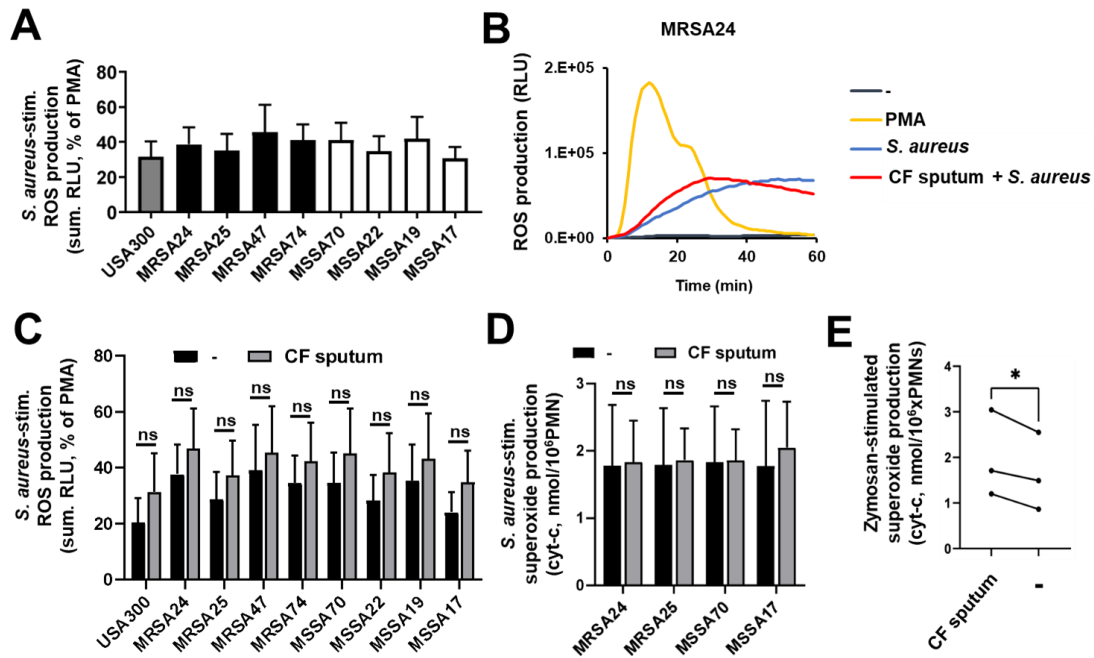 A
S. aureus-stim.
ROS production
(sum. RLU, % of PMA)
80
60
40
20
0
USA300
MRSA24
MRSA25
MRSA47
MRSA74
MSSA70
MSSA22
MSSA19
MSSA17
B
MRSA24
ROS production (RLU)
2.E+05
1.E+05
0.E+00
0
20
40
60
Time (min)
-
PMA
S. aureus
CF sputum + S. aureus
C
-
CF sputum
S. aureus-stim.
ROS production
(sum. RLU, % of PMA)
80
60
40
20
0
ns
ns
ns
ns
ns
ns
ns
ns
ns
USA300
MRSA24
MRSA25
MRSA47
MRSA74
MSSA70
MSSA22
MSSA19
MSSA17
D
-
CF sputum
S. aureus-stim.
superoxide production
(cyt-c, nmol/10⁶PMN)
3
2
1
0
ns
ns
ns
ns
MRSA24
MRSA25
MSSA70
MSSA17
E
Zymosan-stimulated
superoxide production
(cyt-c, nmol/10⁶xPMNs)
4
3
2
1
0
*
CF sputum
-